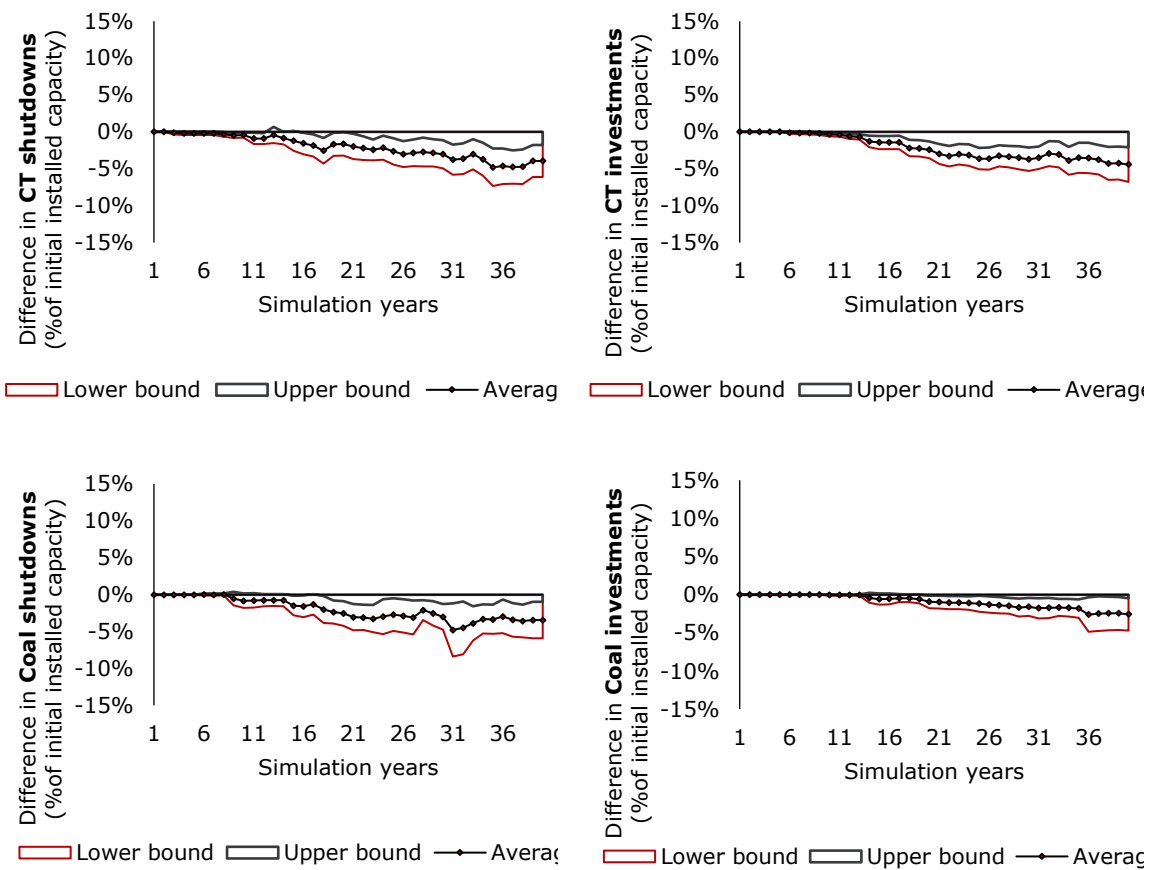 Difference in CT shutdowns
(%of initial installed capacity)
15%
10%
5%
0%
-5%
-10%
-15%
1 6 11 16 21 26 31 36
Simulation years
Lower bound Upper bound Averag
Difference in CT investments
(%of initial installed capacity)
15%
10%
5%
0%
-5%
-10%
-15%
1 6 11 16 21 26 31 36
Simulation years
Lower bound Upper bound Averag
Difference in Coal shutdowns
(%of initial installed capacity)
15%
10%
5%
0%
-5%
-10%
-15%
1 6 11 16 21 26 31 36
Simulation years
Lower bound Upper bound Averag
Difference in Coal investments
(%of initial installed capacity)
15%
10%
5%
0%
-5%
-10%
-15%
1 6 11 16 21 26 31 36
Simulation years
Lower bound Upper bound Averag